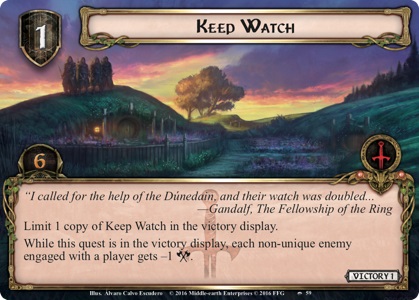 1
Keep Watch
6
“I called for the help of the Dúnedain, and their watch was doubled...
—Gandalf, The Fellowship of the Ring
Limit 1 copy of Keep Watch in the victory display.
While this quest is in the victory display, each non-unique enemy
engaged with a player gets –1 .
Victory 1
Illus. Álvaro Calvo Escudero © 2016 Middle-earth Enterprises © 2016 FFG 59